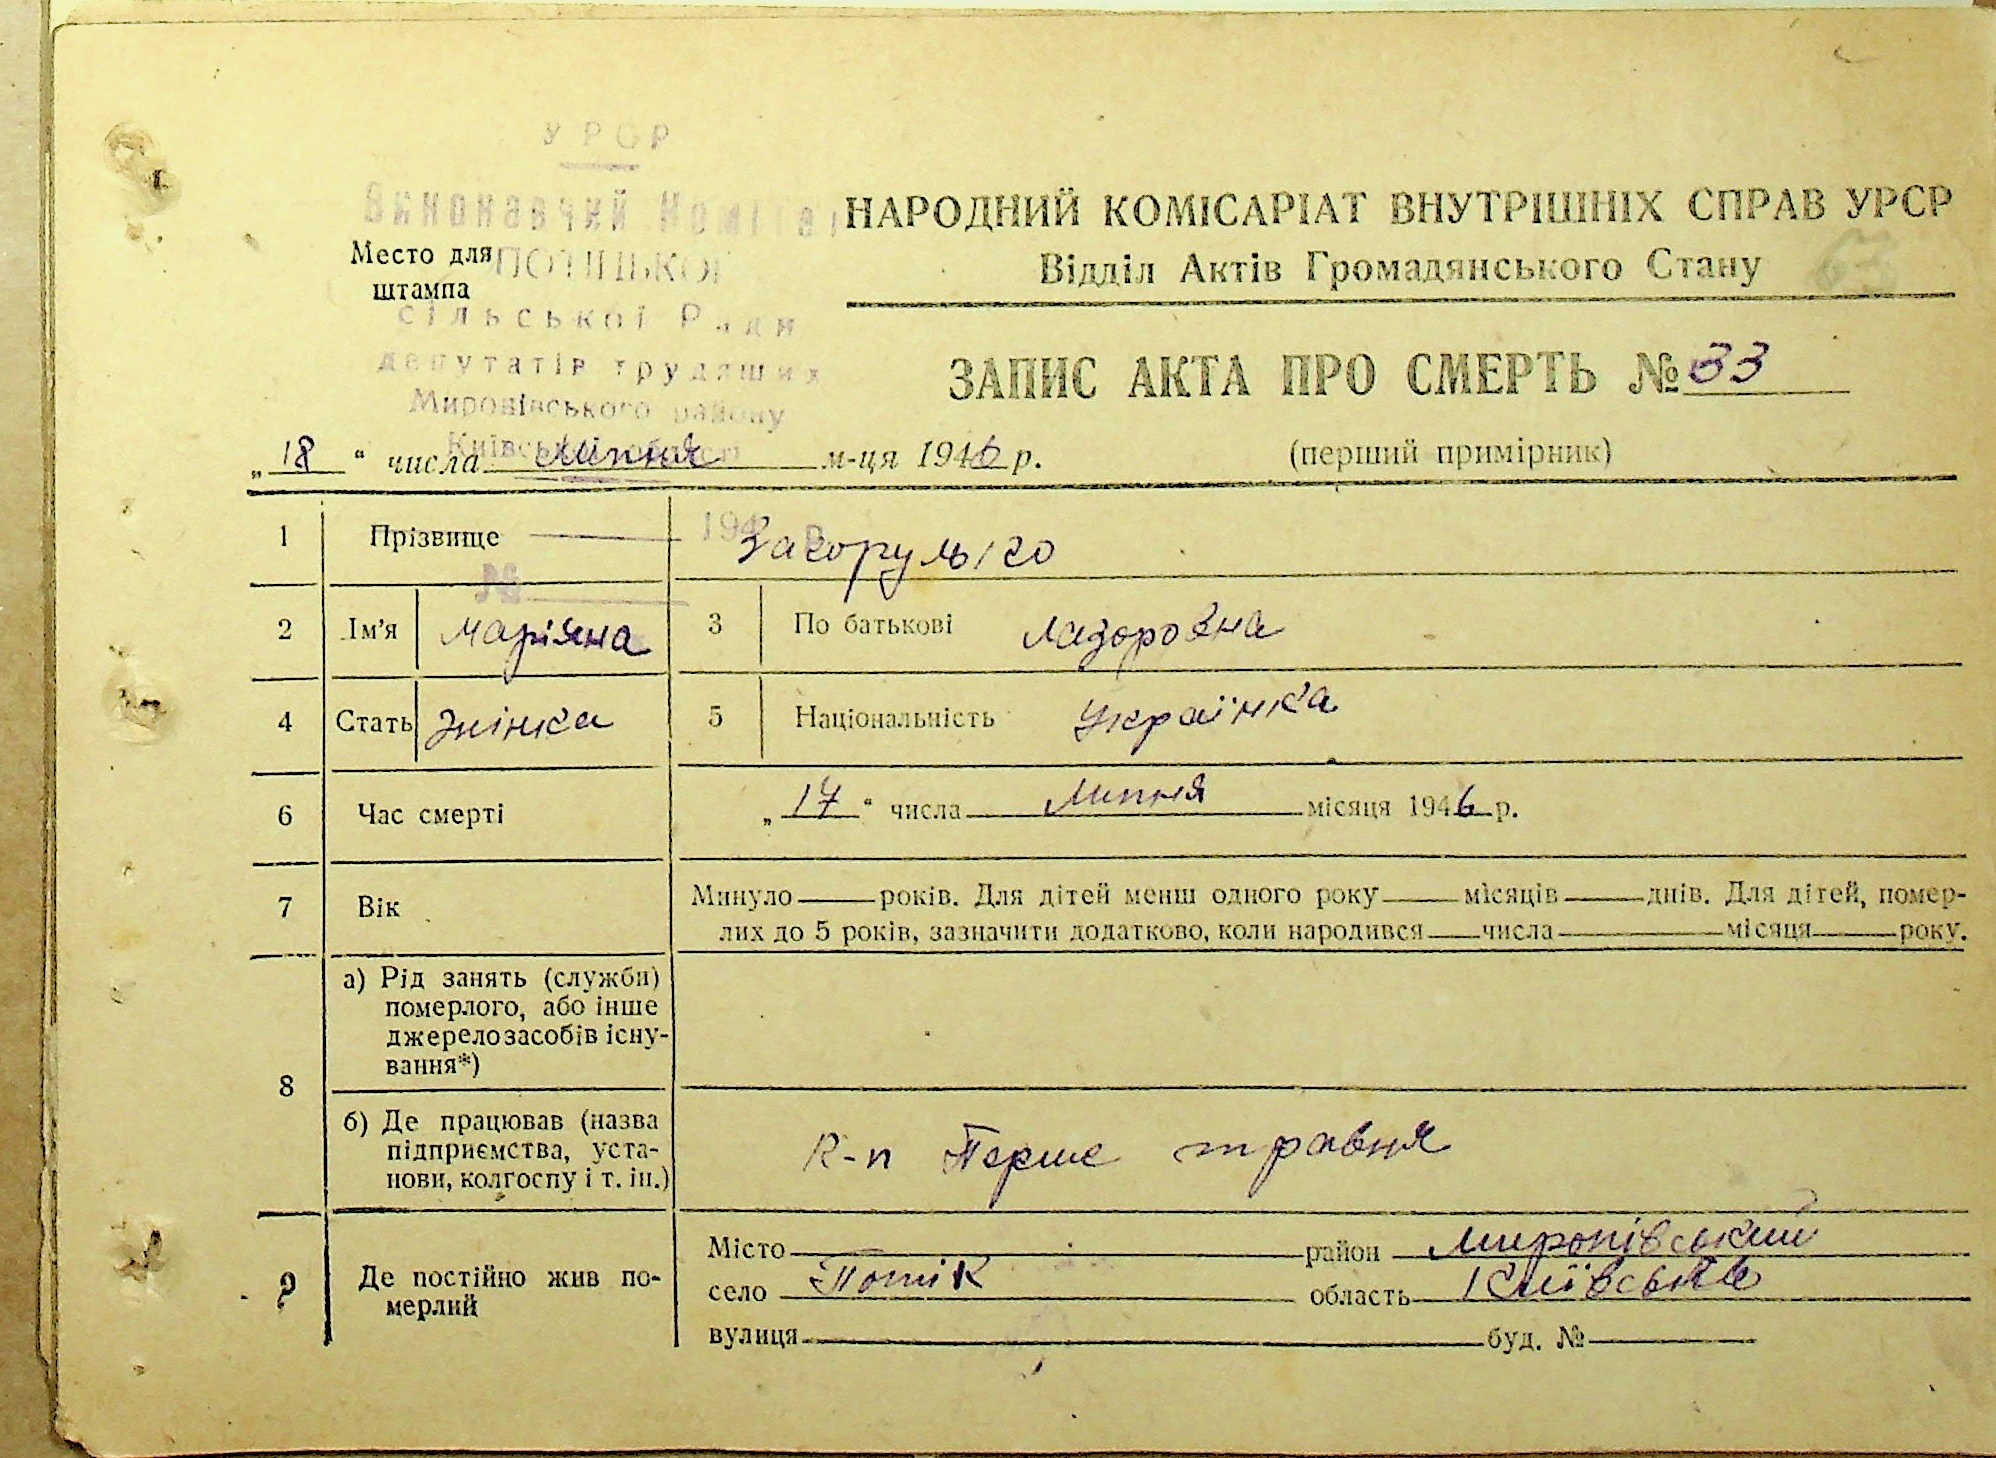 УРСР
Виконавчий Комітет
НАРОДНИЙ КОМІСАРІАТ ВНУТРІШНІХ СПРАВ УРСР
Место для штампа
ПОТІЦЬКОЇ
Відділ Актів Громадянського Стану
сільської Ради
депутатів трудящих
Миронівського району
Київської області
ЗАПИС АКТА ПРО СМЕРТЬ № 33
„18“ числа Липня м-ця 1946 р.
(перший примірник)
194 р.
№
1 Прізвище Загорулько
2 Ім'я Маріяна 3 По батькові Лазоровна
4 Стать Жінка 5 Національність Українка
6 Час смерті „17“ числа Липня місяця 1946 р.
7 Вік Минуло років. Для дітей менш одного року місяців днів. Для дітей, помер-
лих до 5 років, зазначити додатково, коли народився числа місяця року.
8
а) Рід занять (служби)
померлого, або інше
джерело засобів існу-
вання*)
б) Де працював (назва
підприємства, уста-
нови, колгоспу і т. ін.)
К-п Перше травня
9 Де постійно жив по-
мерлий
Місто район Миронівський
село Потік область Київська
вулиця буд. №